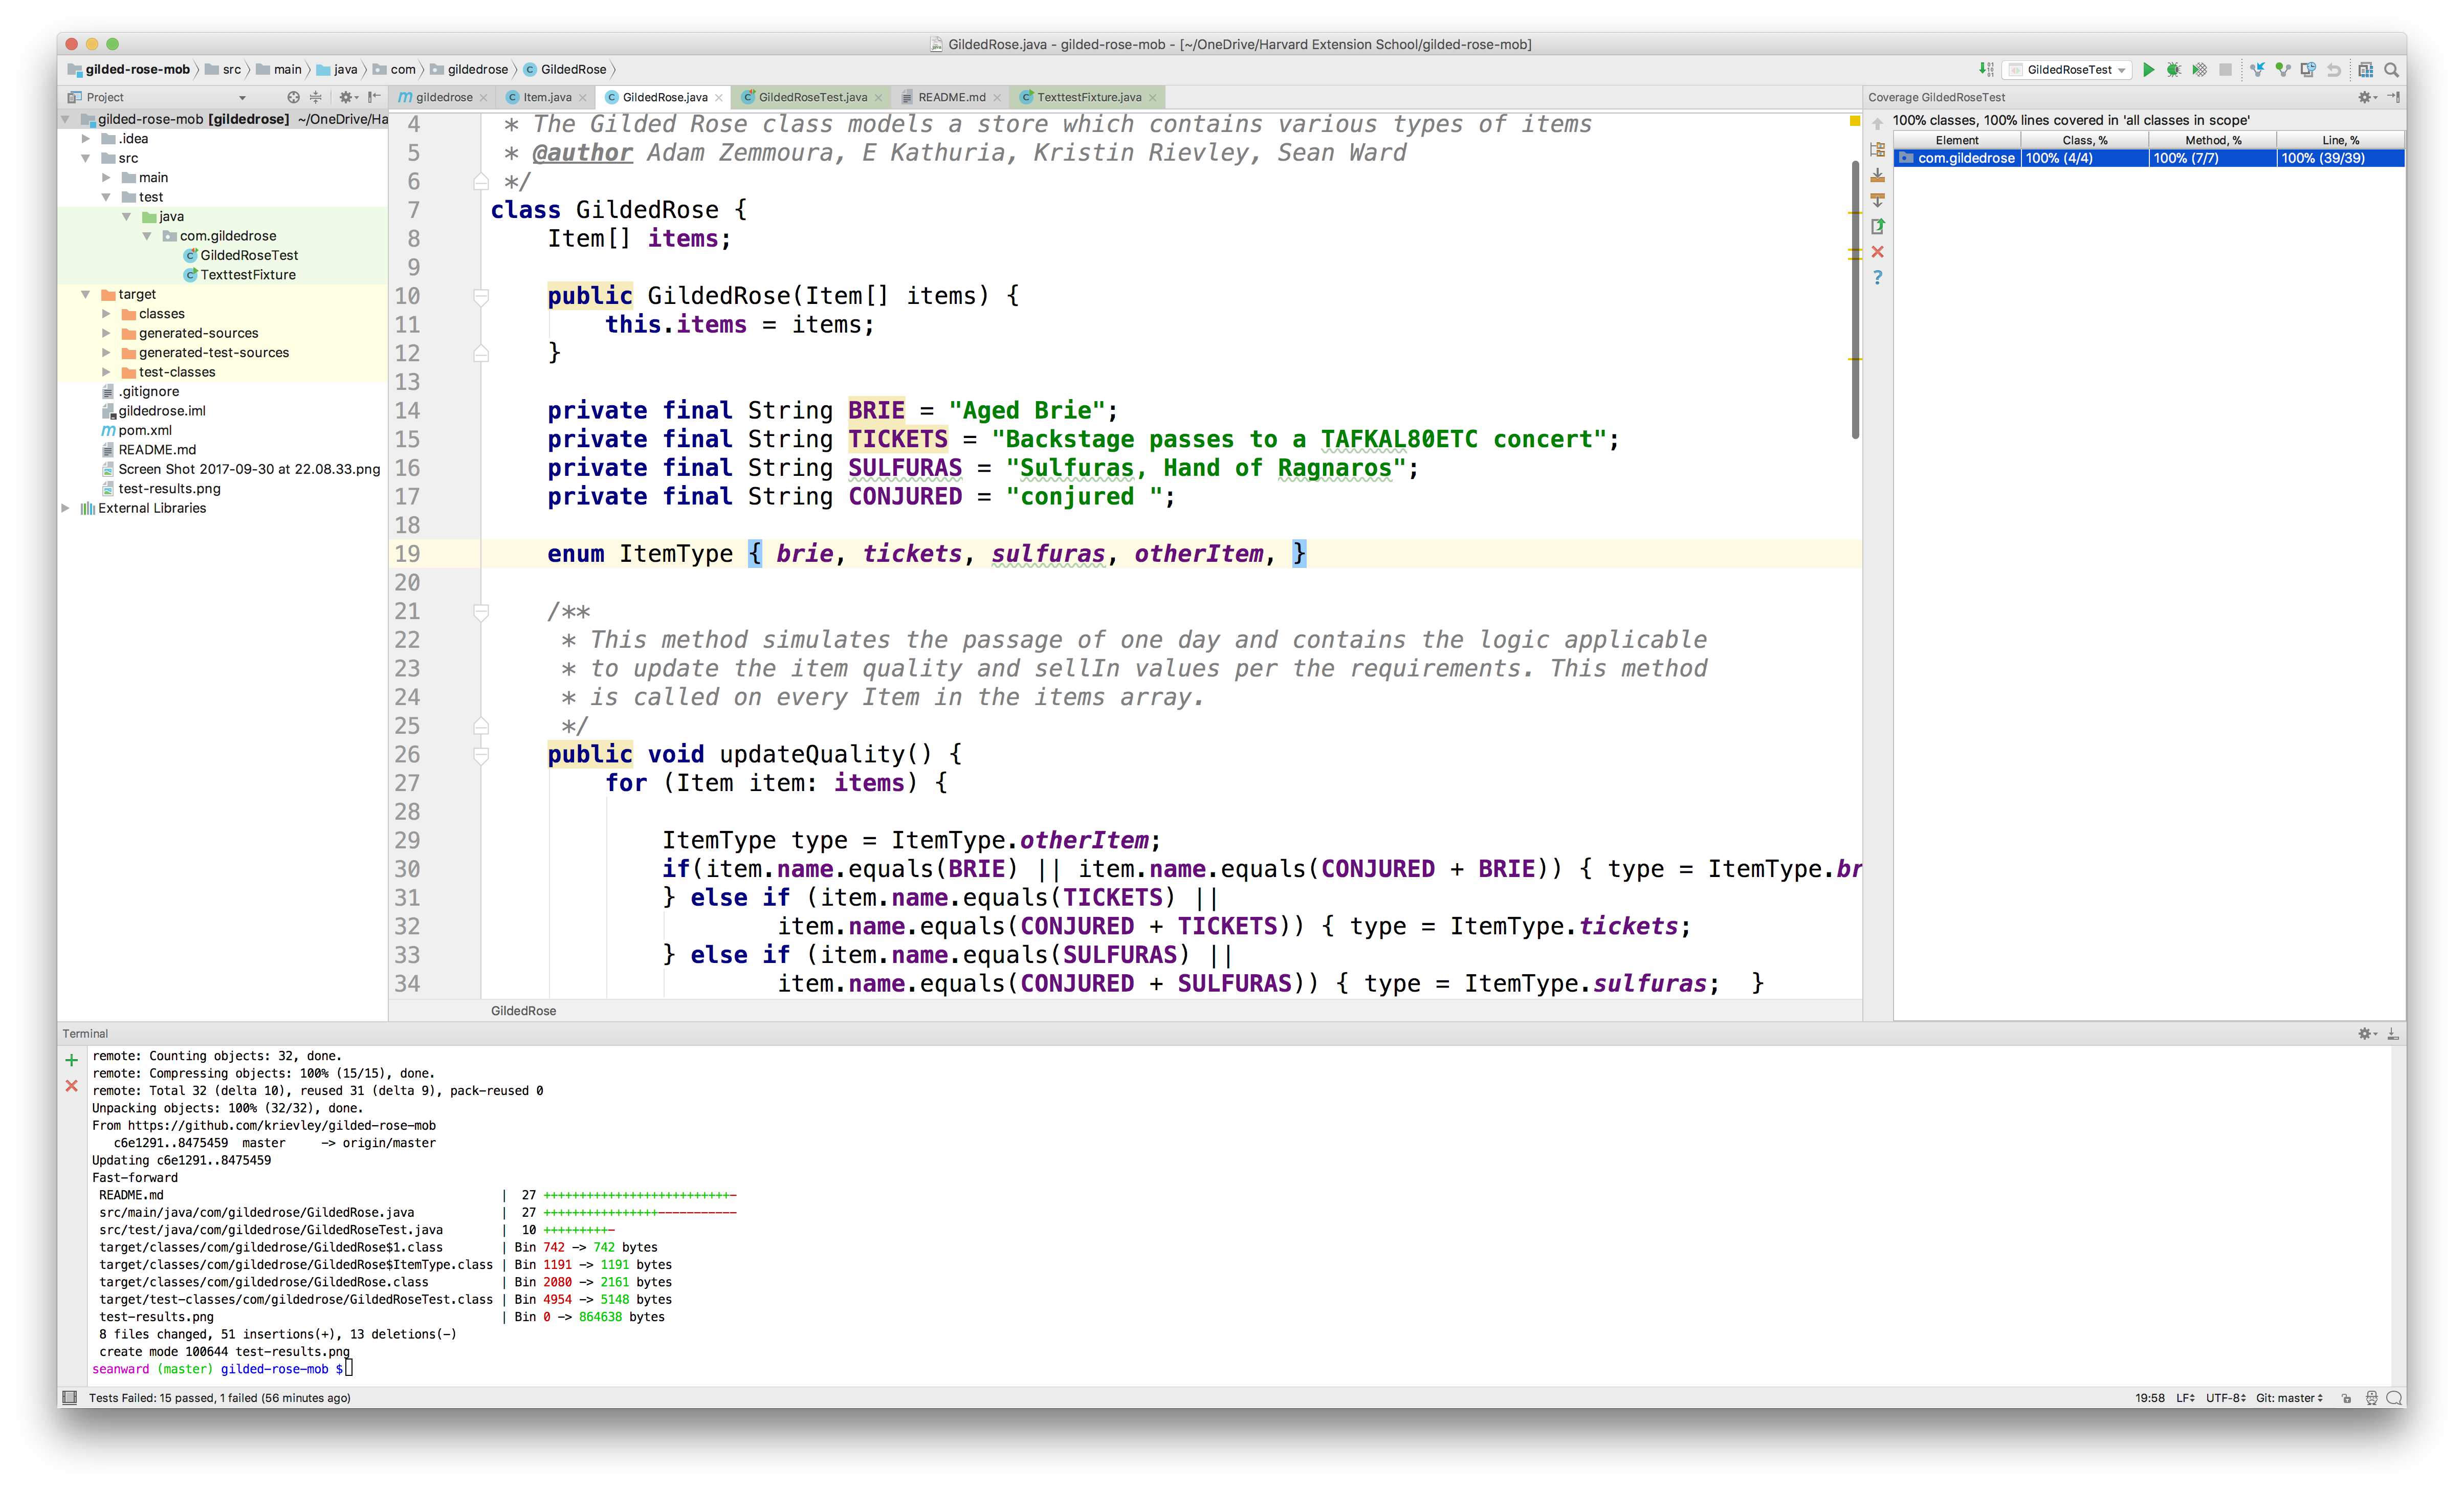 GildedRose.java - gilded-rose-mob - [~/OneDrive/Harvard Extension School/gilded-rose-mob]
gilded-rose-mob src main java com gildedrose GildedRose
GildedRoseTest
Project
gildedrose Item.java GildedRose.java GildedRoseTest.java README.md TexttestFixture.java
Coverage GildedRoseTest
gilded-rose-mob [gildedrose] ~/OneDrive/Ha
.idea
src
main
test
java
com.gildedrose
GildedRoseTest
TexttestFixture
target
classes
generated-sources
generated-test-sources
test-classes
.gitignore
gildedrose.iml
pom.xml
README.md
Screen Shot 2017-09-30 at 22.08.33.png
test-results.png
External Libraries
4 * The Gilded Rose class models a store which contains various types of items
5 * @author Adam Zemmoura, E Kathuria, Kristin Rievley, Sean Ward
6 */
7 class GildedRose {
8 Item[] items;
9
10 public GildedRose(Item[] items) {
11 this.items = items;
12 }
13
14 private final String BRIE = "Aged Brie";
15 private final String TICKETS = "Backstage passes to a TAFKAL80ETC concert";
16 private final String SULFURAS = "Sulfuras, Hand of Ragnaros";
17 private final String CONJURED = "conjured ";
18
19 enum ItemType { brie, tickets, sulfuras, otherItem, }
20
21 /**
22 * This method simulates the passage of one day and contains the logic applicable
23 * to update the item quality and sellIn values per the requirements. This method
24 * is called on every Item in the items array.
25 */
26 public void updateQuality() {
27 for (Item item: items) {
28
29 ItemType type = ItemType.otherItem;
30 if(item.name.equals(BRIE) || item.name.equals(CONJURED + BRIE)) { type = ItemType.br
31 } else if (item.name.equals(TICKETS) ||
32 item.name.equals(CONJURED + TICKETS)) { type = ItemType.tickets;
33 } else if (item.name.equals(SULFURAS) ||
34 item.name.equals(CONJURED + SULFURAS)) { type = ItemType.sulfuras; }
GildedRose
100% classes, 100% lines covered in 'all classes in scope'
Element Class, % Method, % Line, %
com.gildedrose 100% (4/4) 100% (7/7) 100% (39/39)
Terminal
remote: Counting objects: 32, done.
remote: Compressing objects: 100% (15/15), done.
remote: Total 32 (delta 10), reused 31 (delta 9), pack-reused 0
Unpacking objects: 100% (32/32), done.
From https://github.com/krievley/gilded-rose-mob
c6e1291..8475459 master -> origin/master
Updating c6e1291..8475459
Fast-forward
README.md | 27 ++++++++++++++++++++++++++-
src/main/java/com/gildedrose/GildedRose.java | 27 ++++++++++++++++-----------
src/test/java/com/gildedrose/GildedRoseTest.java | 10 +++++++++-
target/classes/com/gildedrose/GildedRose$1.class | Bin 742 -> 742 bytes
target/classes/com/gildedrose/GildedRose$ItemType.class | Bin 1191 -> 1191 bytes
target/classes/com/gildedrose/GildedRose.class | Bin 2080 -> 2161 bytes
target/test-classes/com/gildedrose/GildedRoseTest.class | Bin 4954 -> 5148 bytes
test-results.png | Bin 0 -> 864638 bytes
8 files changed, 51 insertions(+), 13 deletions(-)
create mode 100644 test-results.png
seanward (master) gilded-rose-mob $
Tests Failed: 15 passed, 1 failed (56 minutes ago)
19:58 LF UTF-8 Git: master